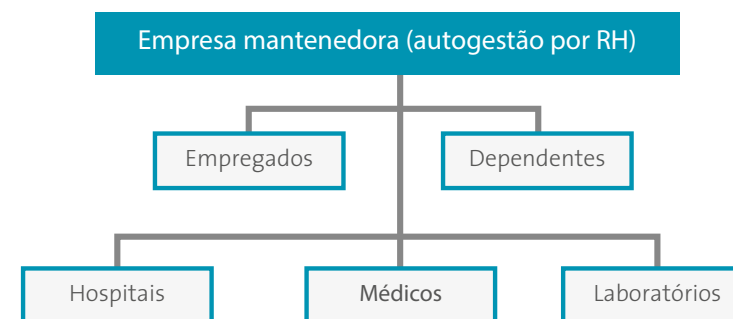 Empresa mantenedora (autogestão por RH)
Empregados
Dependentes
Hospitais
Médicos
Laboratórios